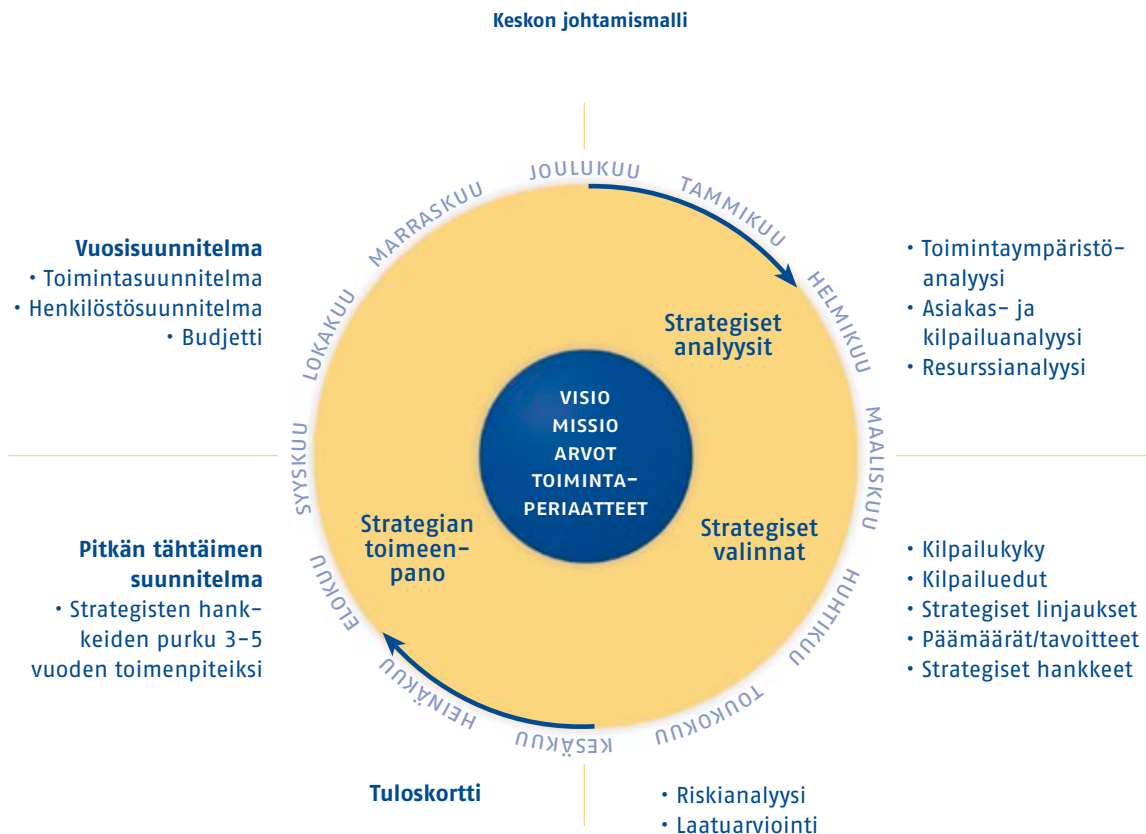 Keskon johtamismalli
JOULUKUU
TAMMIKUU
HELMIKUU
MAALISKUU
HUHTIKUU
TOUKOKUU
KESÄKUU
HEINÄKUU
ELOKUU
SYYSKUU
LOKAKUU
MARRASKUU
Vuosisuunnitelma
• Toimintasuunnitelma
• Henkilöstösuunnitelma
• Budjetti
• Toimintaympäristö-
analyysi
• Asiakas- ja
kilpailuanalyysi
• Resurssianalyysi
Strategiset
analyysit
VISIO
MISSIO
ARVOT
TOIMINTA-
PERIAATTEET
Strategian
toimeen-
pano
Strategiset
valinnat
Pitkän tähtäimen
suunnitelma
• Strategisten hank-
keiden purku 3-5
vuoden toimenpiteiksi
• Kilpailukyky
• Kilpailuedut
• Strategiset linjaukset
• Päämäärät/tavoitteet
• Strategiset hankkeet
Tuloskortti
• Riskianalyysi
• Laatuarviointi